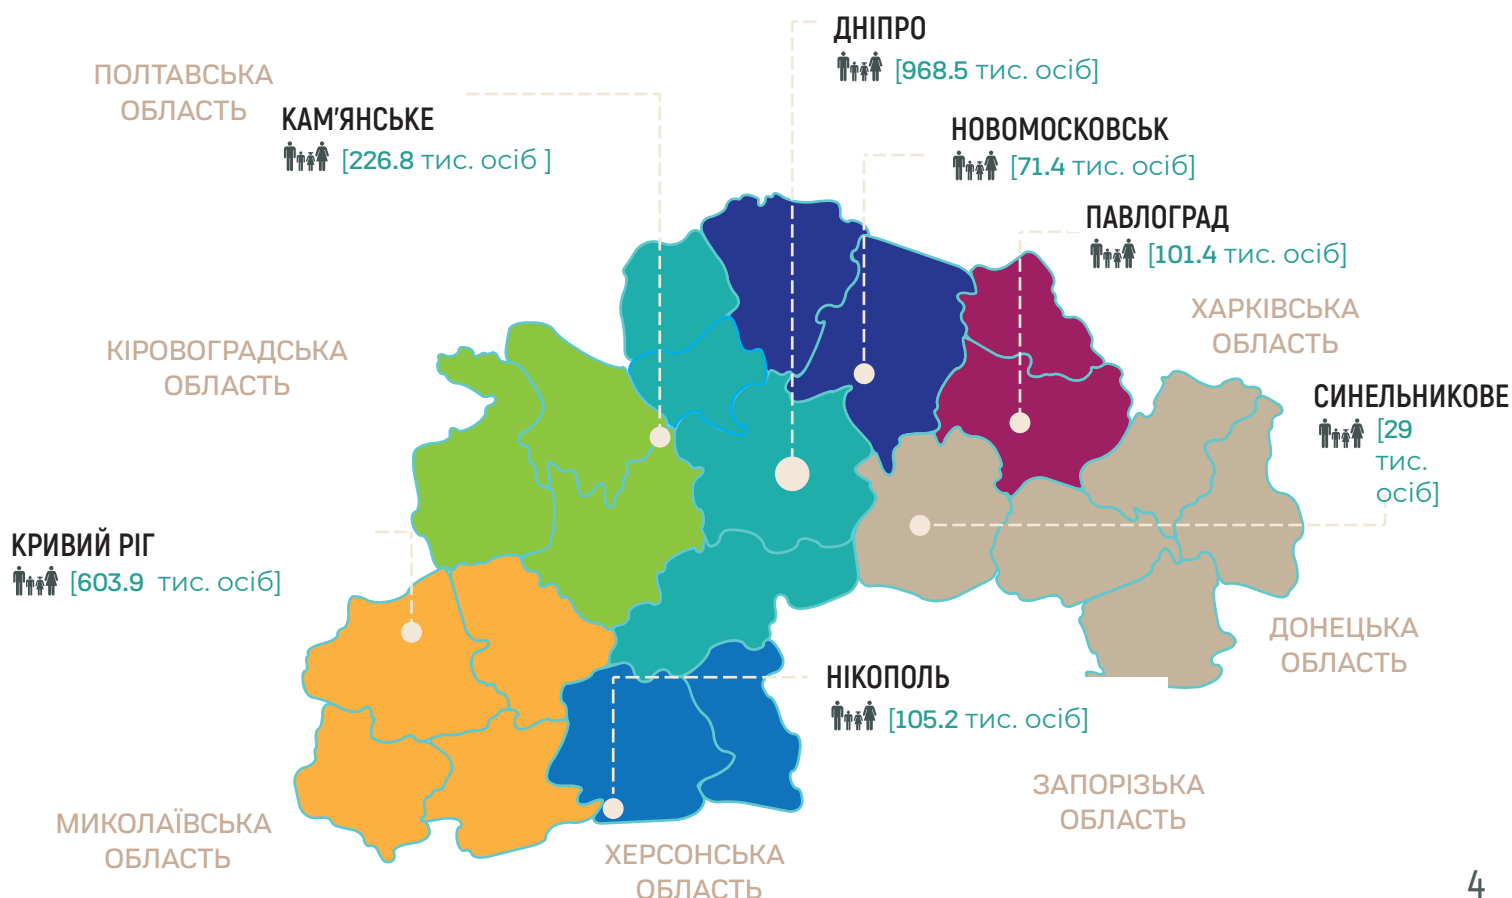 ДНІПРО
[968.5 тис. осіб]
ПОЛТАВСЬКА
ОБЛАСТЬ
КАМ'ЯНСЬКЕ
[226.8 тис. осіб ]
НОВОМОСКОВСЬК
[71.4 тис. осіб]
ПАВЛОГРАД
[101.4 тис. осіб]
ХАРКІВСЬКА
ОБЛАСТЬ
КІРОВОГРАДСЬКА
ОБЛАСТЬ
СИНЕЛЬНИКОВЕ
[29
тис.
осіб]
КРИВИЙ РІГ
[603.9 тис. осіб]
ДОНЕЦЬКА
ОБЛАСТЬ
НІКОПОЛЬ
[105.2 тис. осіб]
ЗАПОРІЗЬКА
ОБЛАСТЬ
МИКОЛАЇВСЬКА
ОБЛАСТЬ
ХЕРСОНСЬКА
ОБЛАСТЬ
4